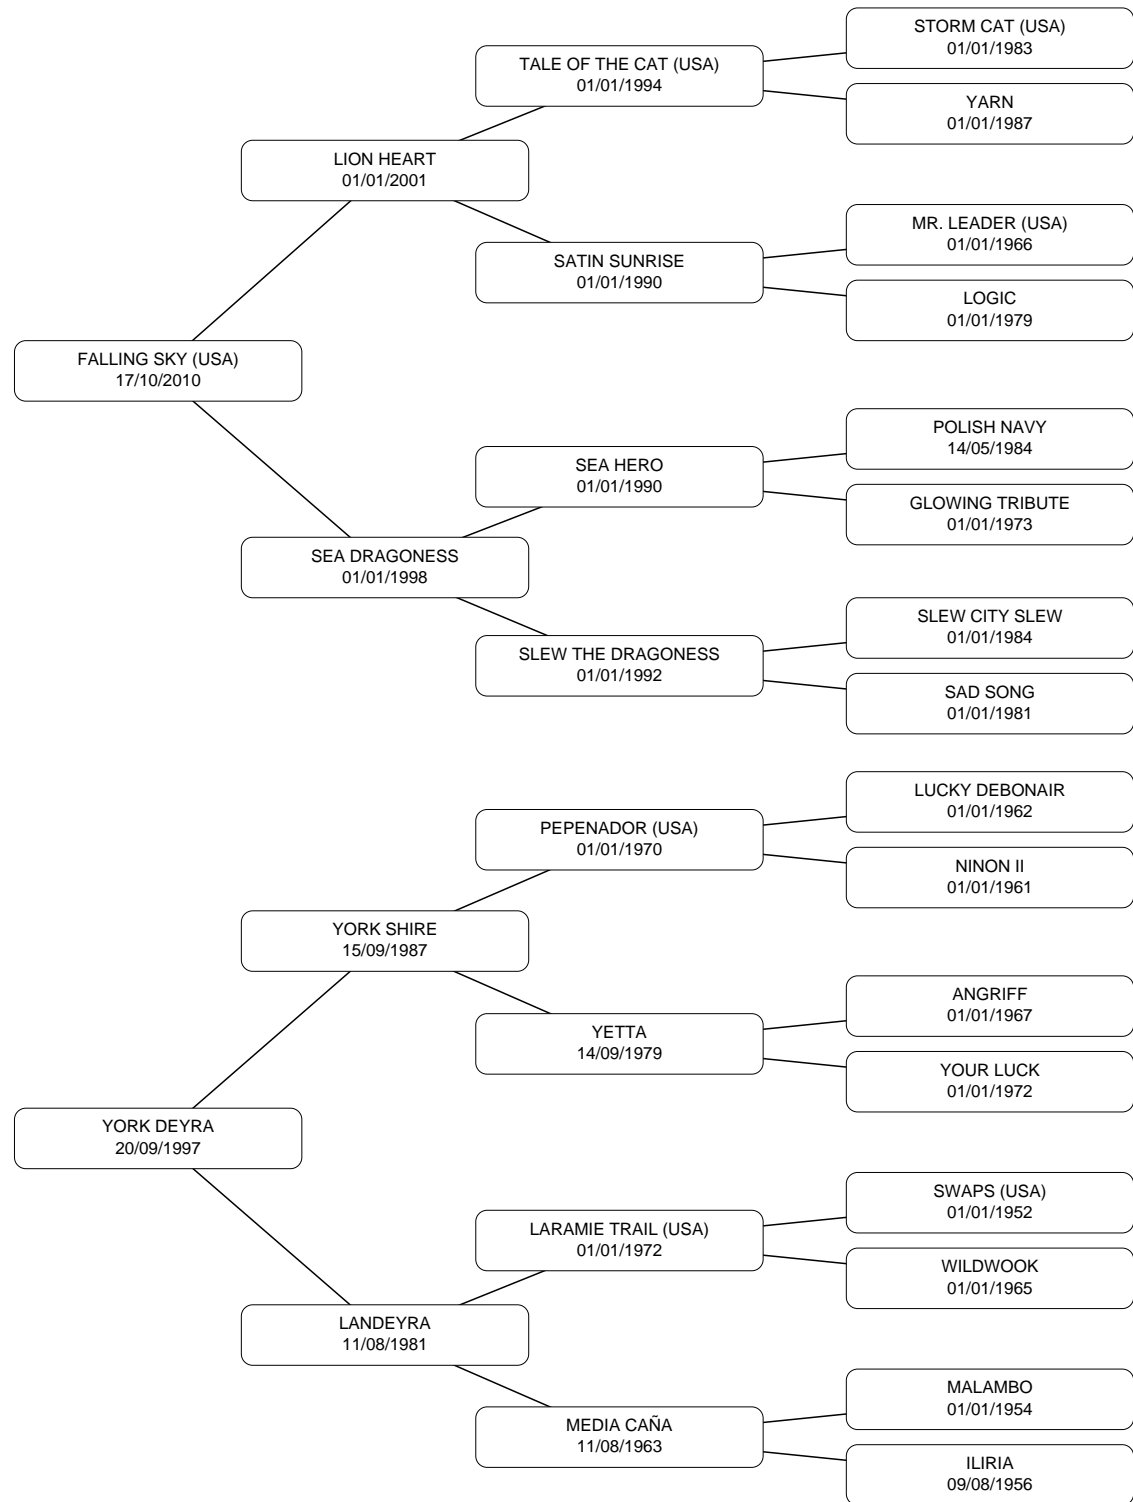 STORM CAT (USA)
01/01/1983
TALE OF THE CAT (USA)
01/01/1994
YARN
01/01/1987
LION HEART
01/01/2001
MR. LEADER (USA)
01/01/1966
SATIN SUNRISE
01/01/1990
LOGIC
01/01/1979
FALLING SKY (USA)
17/10/2010
POLISH NAVY
14/05/1984
SEA HERO
01/01/1990
GLOWING TRIBUTE
01/01/1973
SEA DRAGONESS
01/01/1998
SLEW CITY SLEW
01/01/1984
SLEW THE DRAGONESS
01/01/1992
SAD SONG
01/01/1981
LUCKY DEBONAIR
01/01/1962
PEPENADOR (USA)
01/01/1970
NINON II
01/01/1961
YORK SHIRE
15/09/1987
ANGRIFF
01/01/1967
YETTA
14/09/1979
YOUR LUCK
01/01/1972
YORK DEYRA
20/09/1997
SWAPS (USA)
01/01/1952
LARAMIE TRAIL (USA)
01/01/1972
WILDWOOK
01/01/1965
LANDEYRA
11/08/1981
MALAMBO
01/01/1954
MEDIA CAÑA
11/08/1963
ILIRIA
09/08/1956